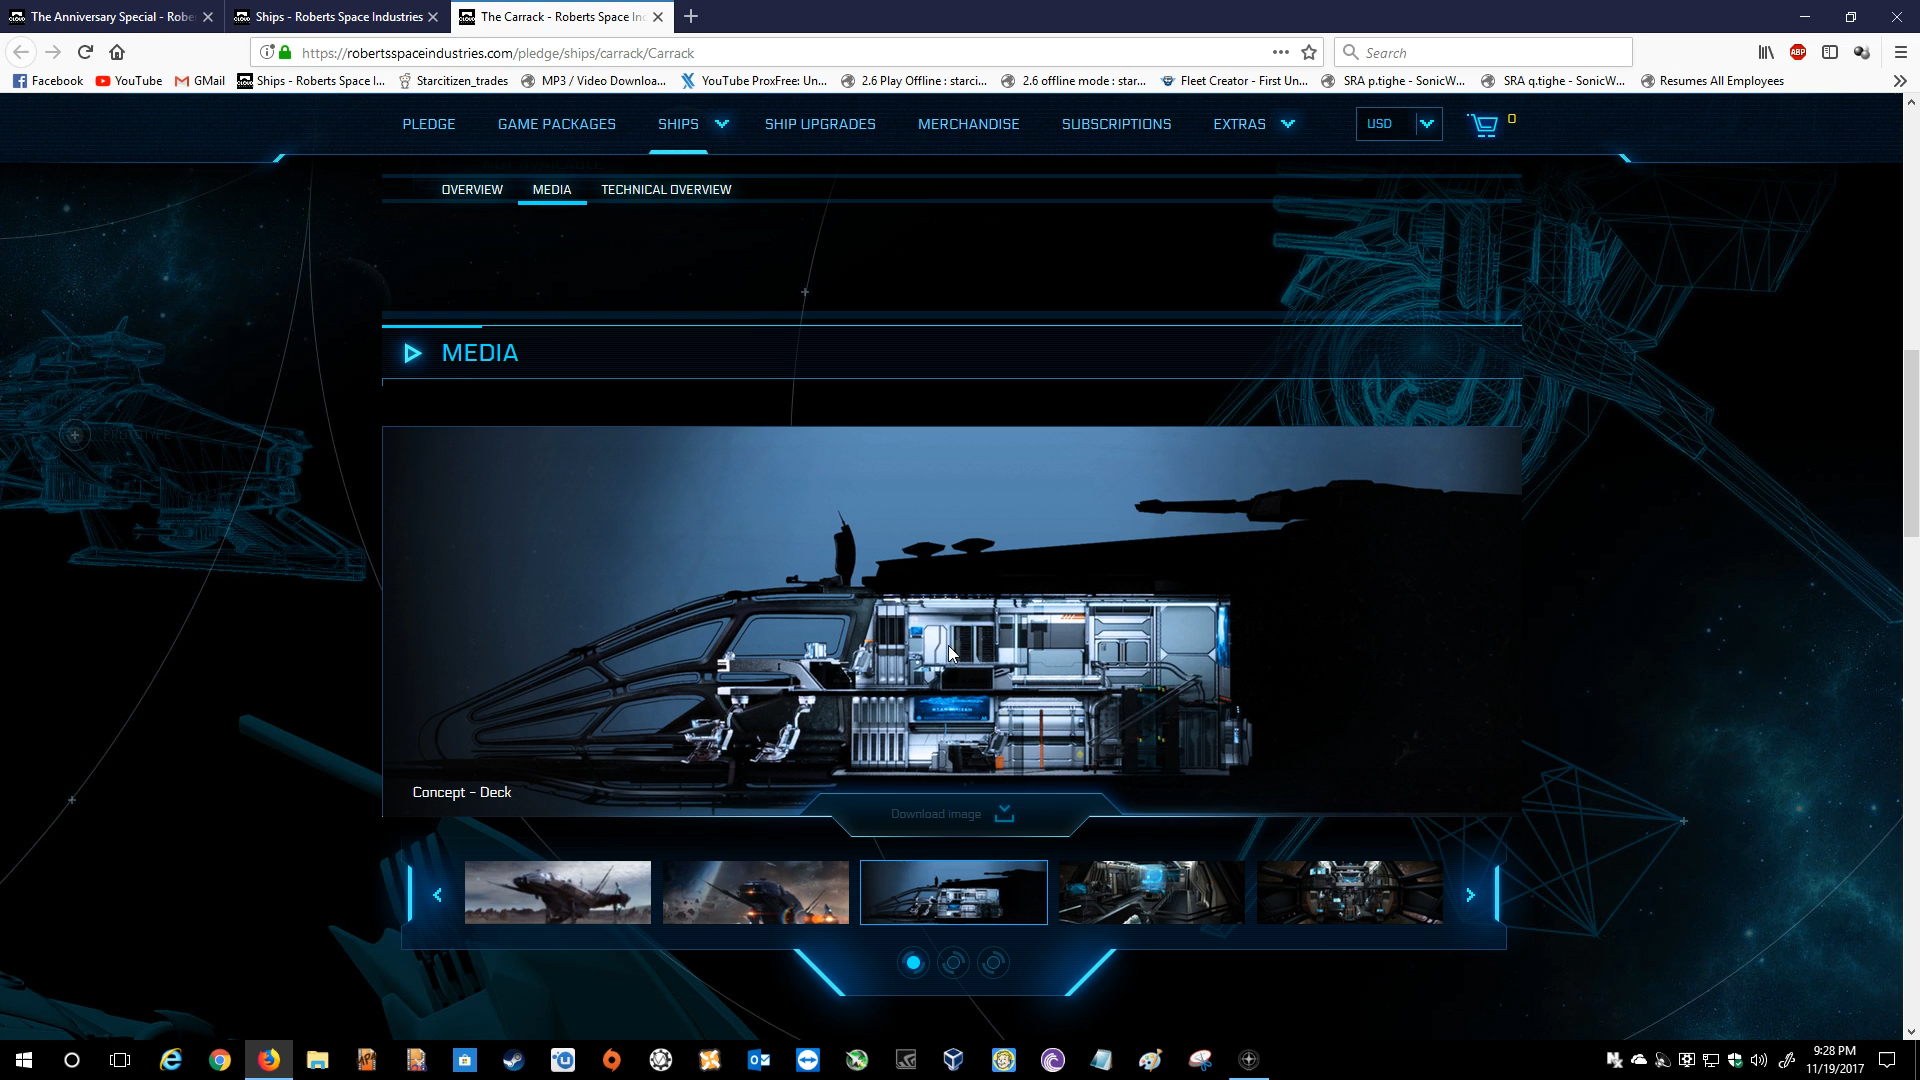 The Anniversary Special - Robe
Ships - Roberts Space Industries
The Carrack - Roberts Space In
https://robertsspaceindustries.com/pledge/ships/carrack/Carrack
Search
Facebook
YouTube
GMail
Ships - Roberts Space I...
Starcitizen_trades
MP3 / Video Downloa...
YouTube ProxFree: Un...
2.6 Play Offline : starci...
2.6 offline mode : star...
Fleet Creator - First Un...
SRA p.tighe - SonicW...
SRA q.tighe - SonicW...
Resumes All Employees
PLEDGE
GAME PACKAGES
SHIPS
SHIP UPGRADES
MERCHANDISE
SUBSCRIPTIONS
EXTRAS
USD
0
OVERVIEW
MEDIA
TECHNICAL OVERVIEW
MEDIA
PROTOTYPE
Concept – Deck
Download image
9:28 PM
11/19/2017